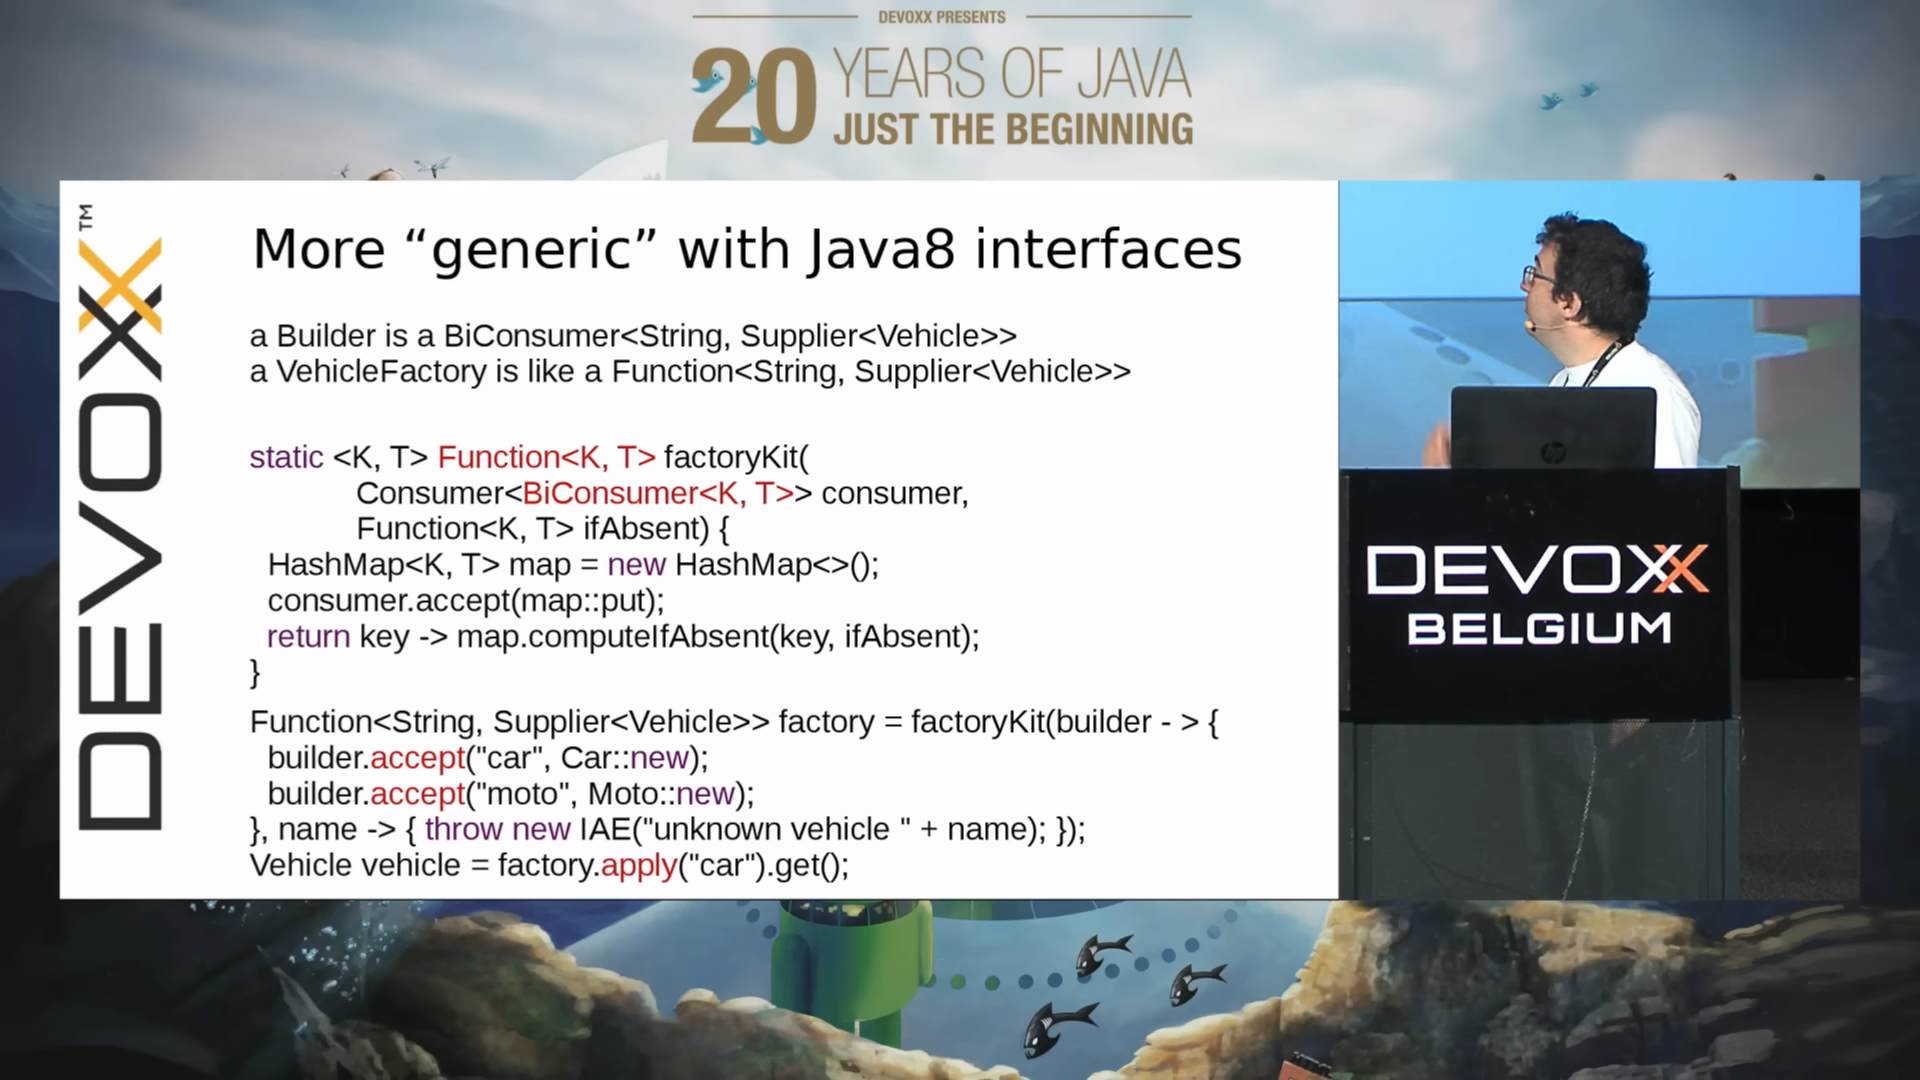 DEVOXX PRESENTS
20 YEARS OF JAVA
JUST THE BEGINNING
DEVOXX™
More “generic” with Java8 interfaces
a Builder is a BiConsumer<String, Supplier<Vehicle>>
a VehicleFactory is like a Function<String, Supplier<Vehicle>>
static <K, T> Function<K, T> factoryKit(
Consumer<BiConsumer<K, T>> consumer,
Function<K, T> ifAbsent) {
HashMap<K, T> map = new HashMap<>();
consumer.accept(map::put);
return key -> map.computeIfAbsent(key, ifAbsent);
}
Function<String, Supplier<Vehicle>> factory = factoryKit(builder - > {
builder.accept("car", Car::new);
builder.accept("moto", Moto::new);
}, name -> { throw new IAE("unknown vehicle " + name); });
Vehicle vehicle = factory.apply("car").get();
hp
DEVOXX
BELGIUM